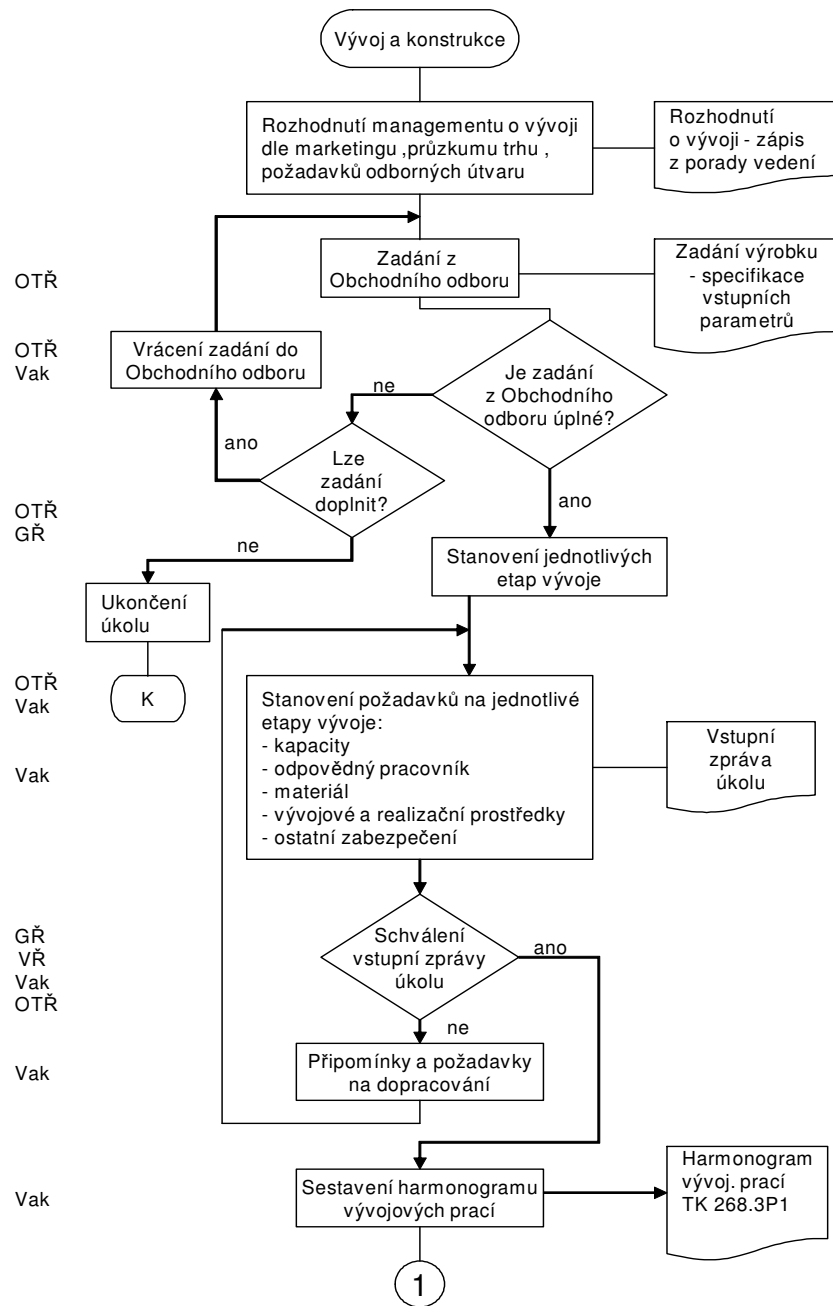 Vývoj a konstrukce
Rozhodnutí managementu o vývoji
dle marketingu ,průzkumu trhu ,
požadavků odborných útvaru
Rozhodnutí
o vývoji - zápis
z porady vedení
OTŘ
Zadání z
Obchodního odboru
Zadání výrobku
- specifikace
vstupních
parametrů
OTŘ
Vak
Vrácení zadání do
Obchodního odboru
ne
Je zadání
z Obchodního
odboru úplné?
ano
Lze
zadání
doplnit?
ano
OTŘ
GŘ
ne
Stanovení jednotlivých
etap vývoje
Ukončení
úkolu
K
OTŘ
Vak
Vak
Stanovení požadavků na jednotlivé
etapy vývoje:
- kapacity
- odpovědný pracovník
- materiál
- vývojové a realizační prostředky
- ostatní zabezpečení
Vstupní
zpráva
úkolu
GŘ
VŘ
Vak
OTŘ
Schválení
vstupní zprávy
úkolu
ano
ne
Vak
Připomínky a požadavky
na dopracování
Vak
Sestavení harmonogramu
vývojových prací
Harmonogram
vývoj. prací
TK 268.3P1
1